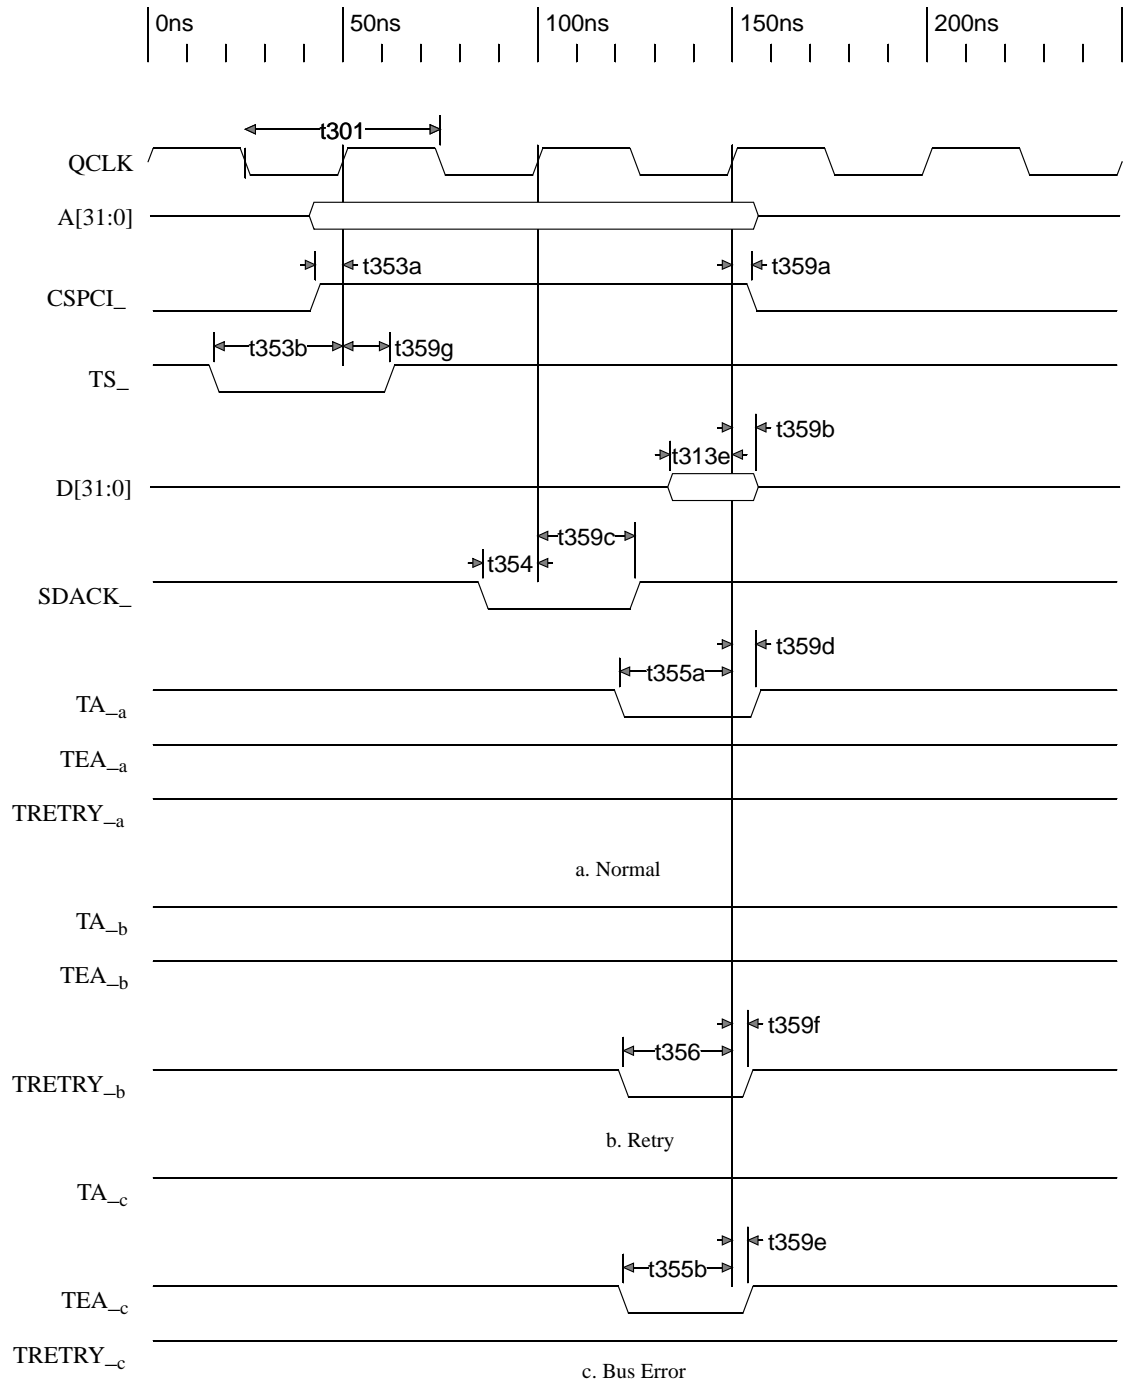 0ns 50ns 100ns 150ns 200ns
t301
QCLK
A[31:0]
t353a t359a
CSPCI_
t353b t359g
TS_
t359b
t313e
D[31:0]
t359c
t354
SDACK_
t359d
t355a
TA_a
TEA_a
TRETRY_a
a. Normal
TA_b
TEA_b
t359f
t356
TRETRY_b
b. Retry
TA_c
t359e
t355b
TEA_c
TRETRY_c
c. Bus Error